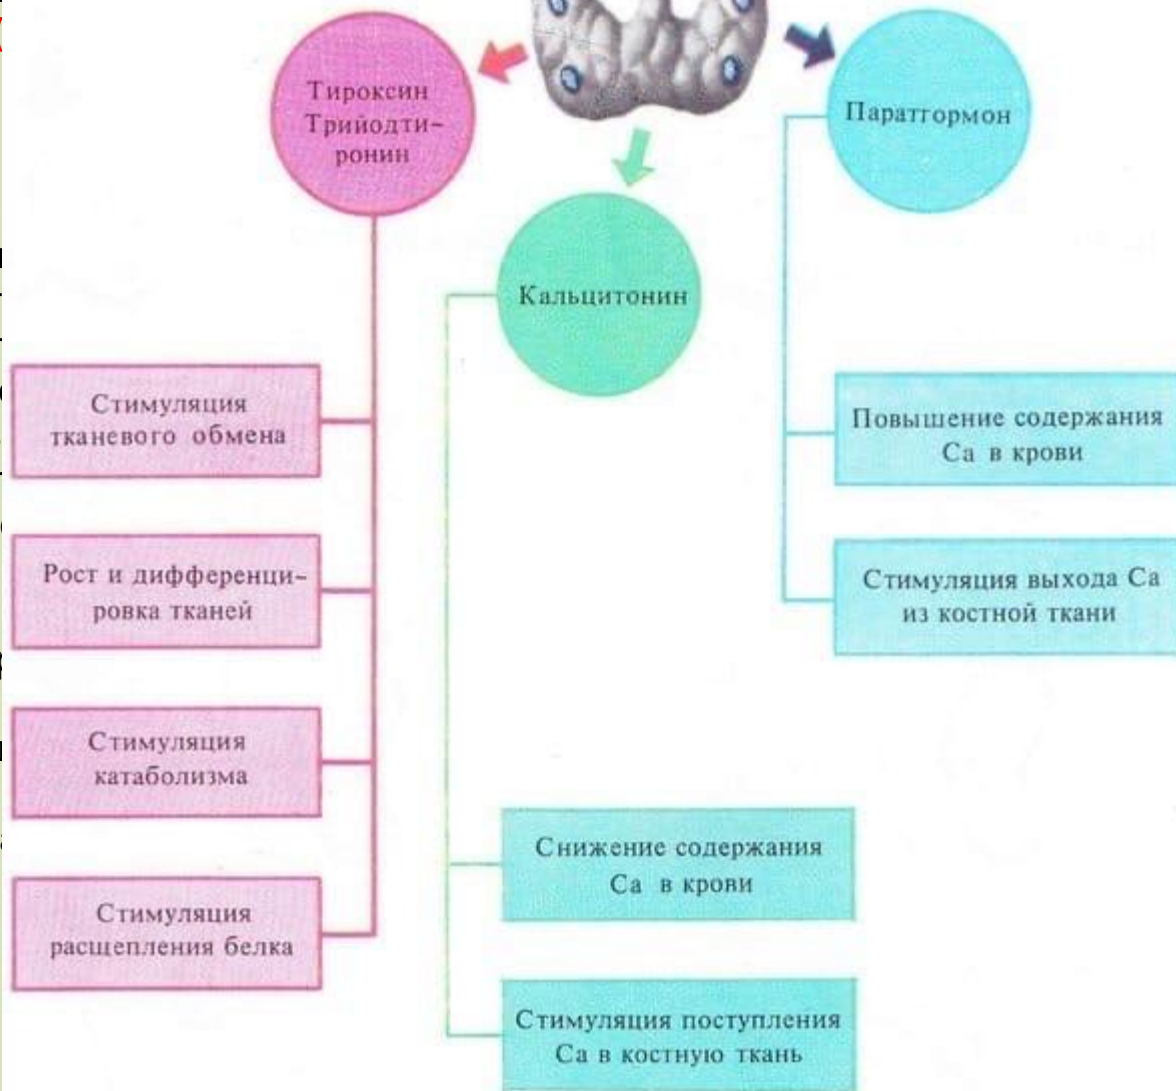 Тироксин
Трийодти-
ронин
Стимуляция
тканевого обмена
Рост и дифференци-
ровка тканей
Стимуляция
катаболизма
Стимуляция
расщепления белка
Кальцитонин
Снижение содержания
Са в крови
Стимуляция поступления
Са в костную ткань
Паратгормон
Повышение содержания
Са в крови
Стимуляция выхода Са
из костной ткани